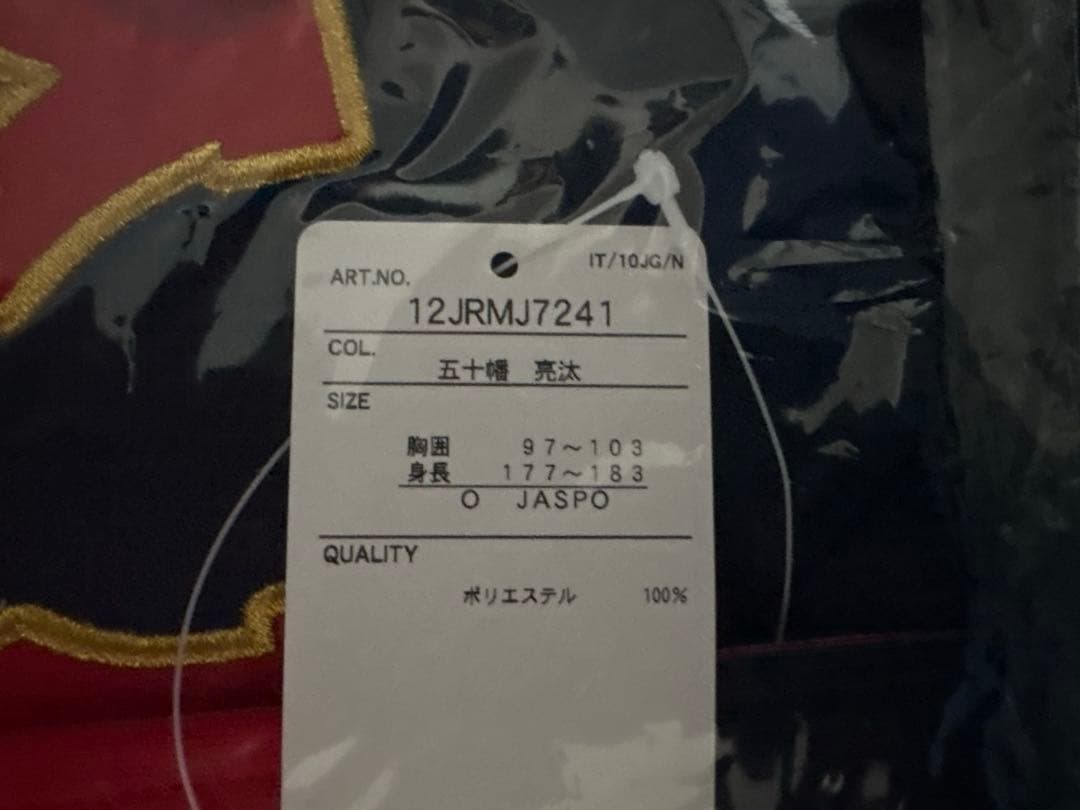 IT/10JG/N
ART.NO.
12JRMJ7241
COL.
五十幡 亮汰
SIZE
胸囲 97～103
身長 177～183
O JASPO
QUALITY
ポリエステル 100%